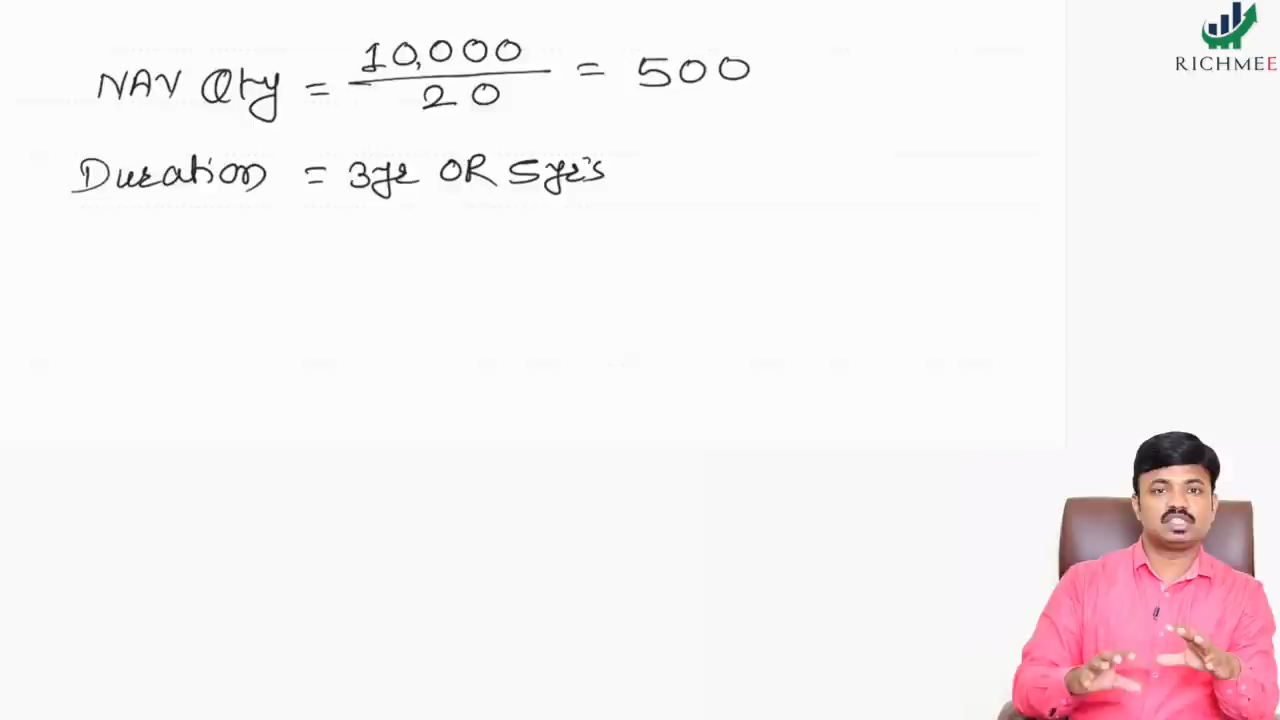 NAV Qty = 10,000 / 20 = 500
Duration = 3yr OR 5yr's
RICHMEE